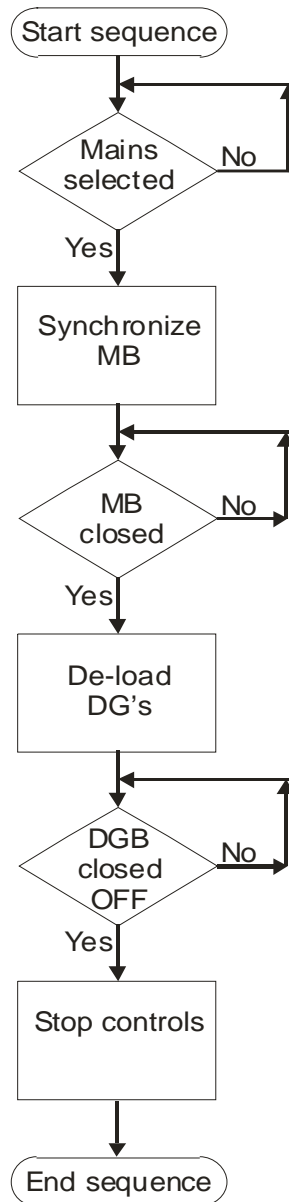 Start sequence
Mains
selected
No
Yes
Synchronize
MB
MB
closed
No
Yes
De-load
DG's
DGB
closed
OFF
No
Yes
Stop controls
End sequence